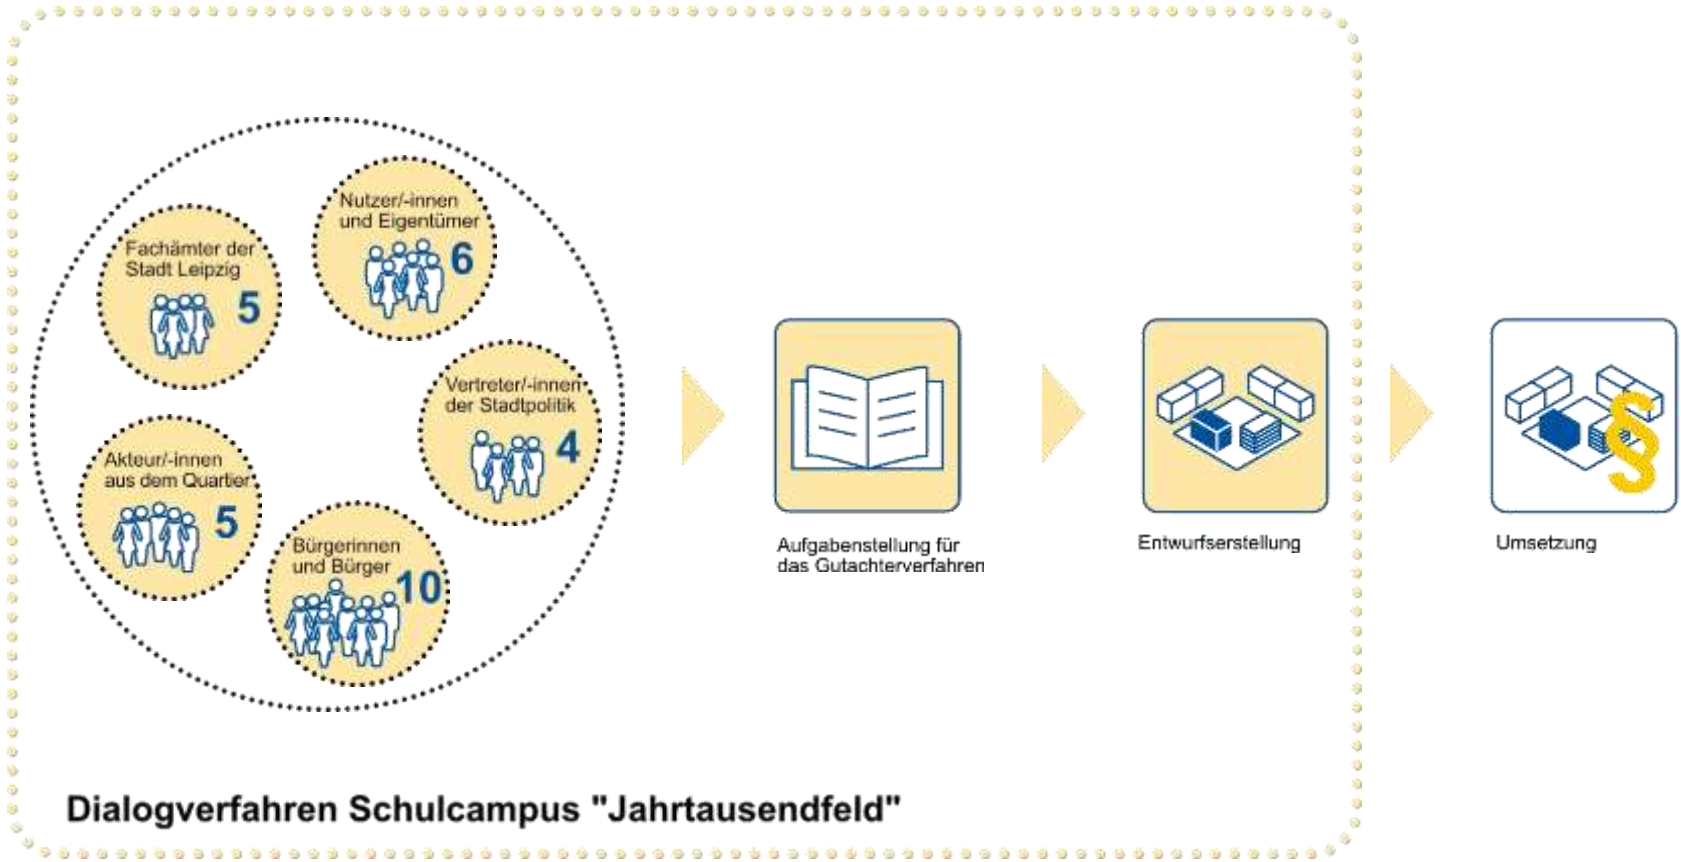 Nutzer/-innen
und Eigentümer
6
Fachämter der
Stadt Leipzig
5
Vertreter/-innen
der Stadtpolitik
4
Akteur/-innen
aus dem Quartier
5
Bürgerinnen
und Bürger
10
Aufgabenstellung für
das Gutachterverfahren
Entwurfserstellung
§
Umsetzung
Dialogverfahren Schulcampus "Jahrtausendfeld"